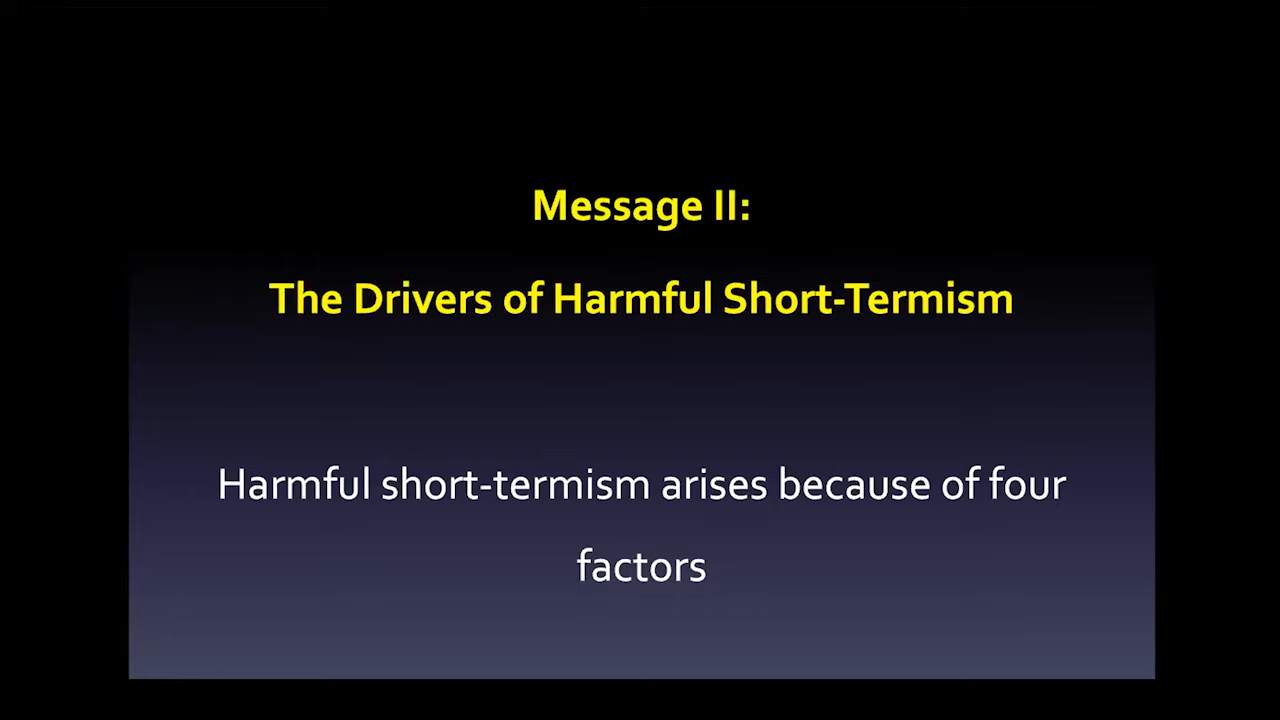 Message II:
The Drivers of Harmful Short-Termism
Harmful short-termism arises because of four
factors